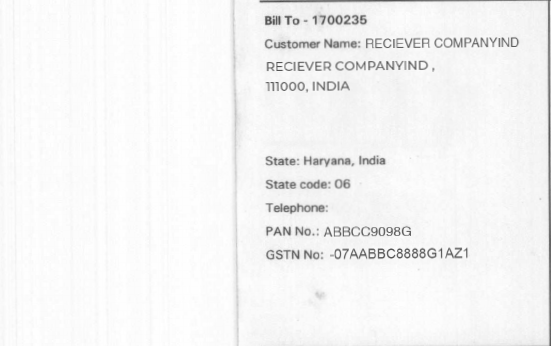 Bill To - 1700235
Customer Name: RECIEVER COMPANYIND
RECIEVER COMPANYIND ,
111000, INDIA
State: Haryana, India
State code: 06
Telephone:
PAN No.: ABBCC9098G
GSTN No: -07AABBC8888G1AZ1